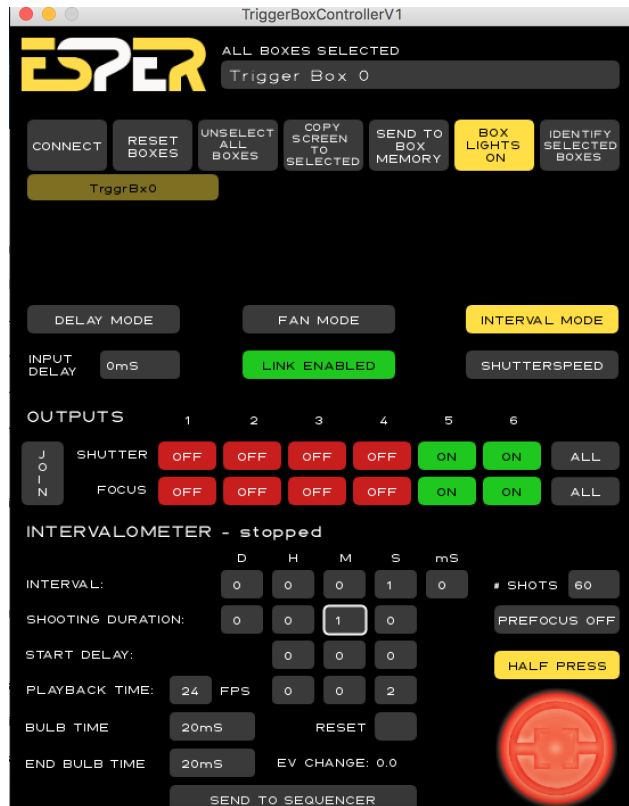 TriggerBoxControllerV1
ESPER
ALL BOXES SELECTED
Trigger Box 0
CONNECT
RESET
BOXES
UNSELECT
ALL
BOXES
COPY
SCREEN
TO
SELECTED
SEND TO
BOX
MEMORY
BOX
LIGHTS
ON
IDENTIFY
SELECTED
BOXES
TrggrBx0
DELAY MODE FAN MODE INTERVAL MODE
INPUT
DELAY
0mS LINK ENABLED SHUTTERSPEED
OUTPUTS 1 2 3 4 5 6
JOIN
SHUTTER OFF OFF OFF OFF ON ON ALL
FOCUS OFF OFF OFF OFF ON ON ALL
INTERVALOMETER - stopped
D H M S mS
INTERVAL: 0 0 0 1 0 # SHOTS 60
SHOOTING DURATION: 0 0 1 0 PREFOCUS OFF
START DELAY: 0 0 0 HALF PRESS
PLAYBACK TIME: 24 FPS 0 0 2
BULB TIME 20mS RESET
END BULB TIME 20mS EV CHANGE: 0.0
SEND TO SEQUENCER